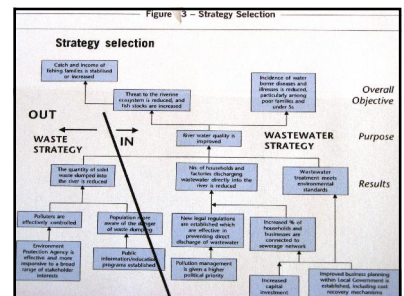 Figure 3 – Strategy Selection
Strategy selection
Catch and income of
fishing families is stabilised
or increased
Threat to the riverine
ecosystem is reduced, and
fish stocks are increased
Incidence of water
borne diseases and
illnesses is reduced,
particularly among
poor families and
under 5s
Overall
Objective
OUT
IN
WASTE
STRATEGY
River water quality is
improved
WASTEWATER
STRATEGY
Purpose
The quantity of solid
waste dumped into
the river is reduced
No. of households and
factories discharging
wastewater directly into the
river is reduced
Wastewater
treatment meets
environmental
standards
Results
Polluters are
effectively controlled
Population more
aware of the danger
of waste dumping
New legal regulations
are established which
are effective in
preventing direct
discharge of wastewater
Increased % of
households and
businesses are
connected to
sewerage network
Environment
Protection Agency is
effective and more
responsive to a broad
range of stakeholder
interests
Public
information/education
programs established
Pollution management
is given a higher
political priority
Increased
capital
investment
Improved business planning
within Local Government is
established, including cost
recovery mechanisms